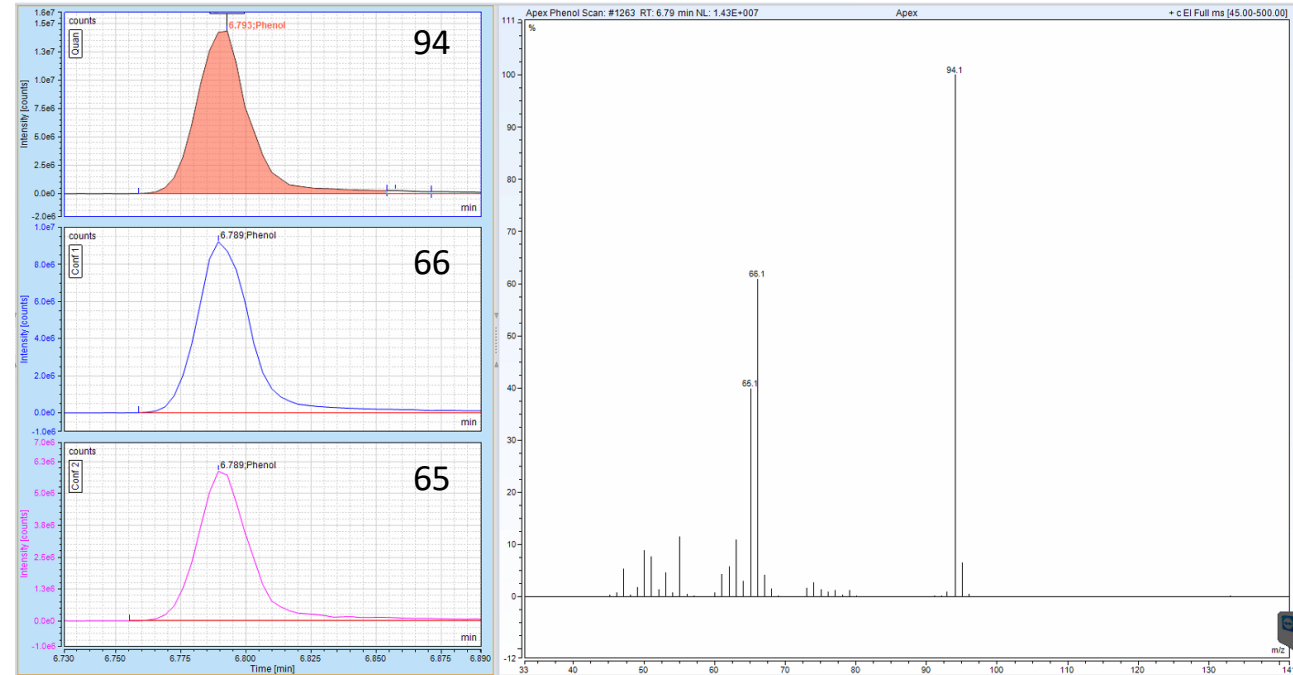 1.6e7
1.5e7
1.3e7
1.0e7
7.5e6
5.0e6
2.5e6
0.0e0
-2.0e6
Intensity [counts]
counts
Quan
6.793;Phenol
94
min
1.0e7
8.0e6
6.0e6
4.0e6
2.0e6
0.0e0
-1.0e6
Intensity [counts]
counts
Conf 1
6.789;Phenol
66
min
7.0e6
6.3e6
5.0e6
3.8e6
2.5e6
1.3e6
0.0e0
-1.0e6
Intensity [counts]
counts
Conf 2
6.789;Phenol
65
min
6.730 6.750 6.775 6.800 6.825 6.850 6.875 6.890
Time [min]
Apex Phenol Scan: #1263 RT: 6.79 min NL: 1.43E+007 Apex + c EI Full ms [45.00-500.00]
111
%
100
90
80
70
60
50
40
30
20
10
0
-12
94.1
66.1
65.1
m/z
33 40 50 60 70 80 90 100 110 120 130